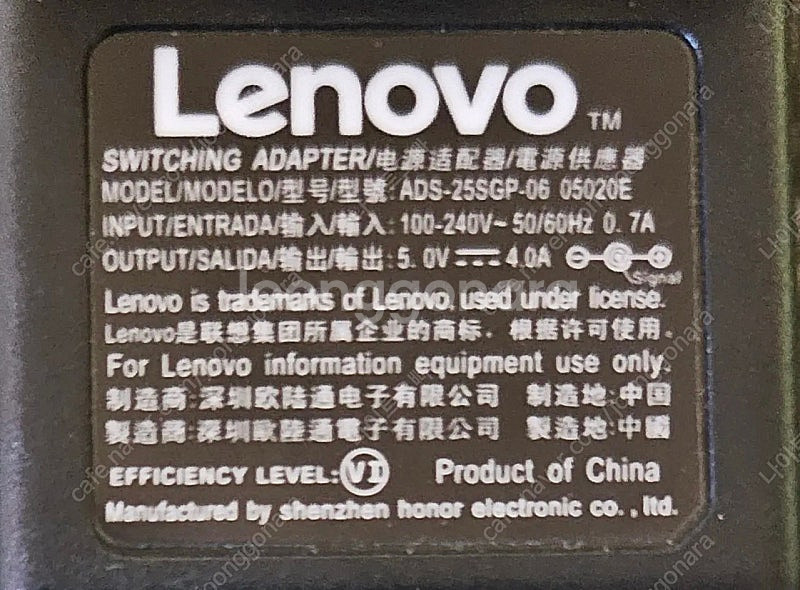 Lenovo TM
SWITCHING ADAPTER/电源适配器/電源供應器
MODEL/MODELO/型号/型號: ADS-25SGP-06 05020E
INPUT/ENTRADA/输入/輸入: 100-240V~50/60Hz 0.7A
OUTPUT/SALIDA/输出/輸出: 5.0V⎓4.0A
Signal
Lenovo is trademarks of Lenovo. used under license.
Lenovo是联想集团所属企业的商标. 根据许可使用.
For Lenovo information equipment use only.
制造商:深圳欧陆通电子有限公司 制造地:中国
製造商:深圳歐陸通電子有限公司 製造地:中國
EFFICIENCY LEVEL: VI Product of China
Manufactured by shenzhen honor electronic co., ltd.
joonggonara